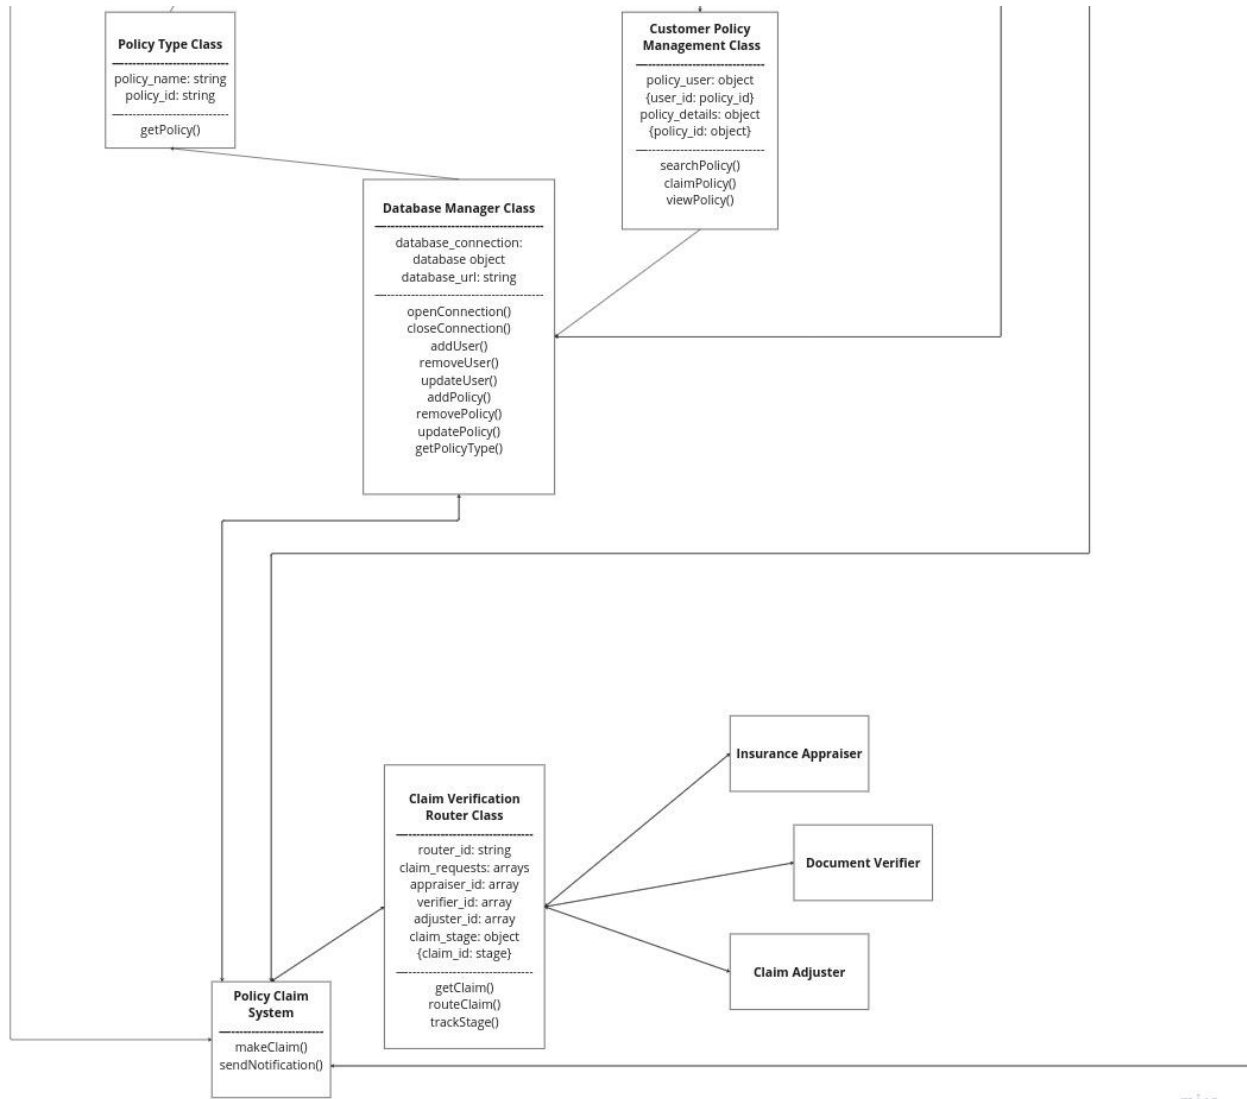 Policy Type Class
policy_name: string
policy_id: string
getPolicy()
Customer Policy
Management Class
policy_user: object
{user_id: policy_id}
policy_details: object
{policy_id: object}
searchPolicy()
claimPolicy()
viewPolicy()
Database Manager Class
database_connection:
database object
database_url: string
openConnection()
closeConnection()
addUser()
removeUser()
updateUser()
addPolicy()
removePolicy()
updatePolicy()
getPolicyType()
Insurance Appraiser
Claim Verification
Router Class
router_id: string
claim_requests: arrays
appraiser_id: array
verifier_id: array
adjuster_id: array
claim_stage: object
{claim_id: stage}
getClaim()
routeClaim()
trackStage()
Document Verifier
Claim Adjuster
Policy Claim
System
makeClaim()
sendNotification()